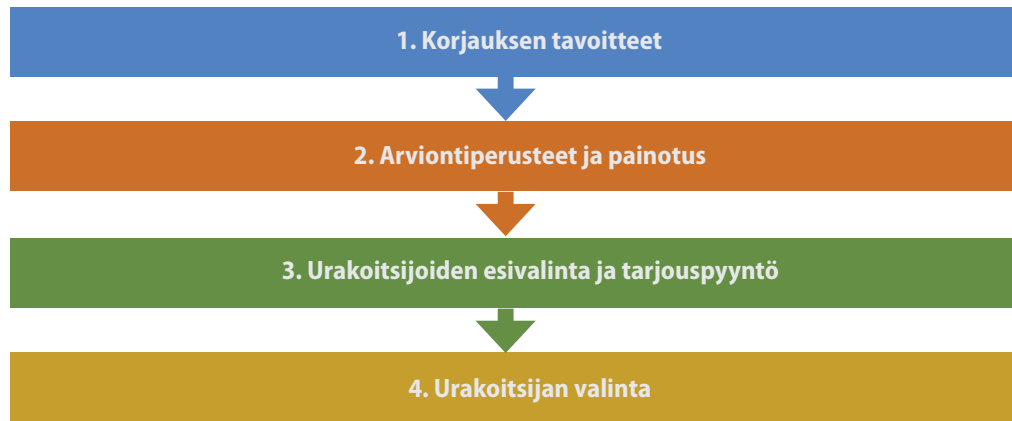 1. Korjauksen tavoitteet
2. Arviontiperusteet ja painotus
3. Urakoitsijoiden esivalinta ja tarjouspyyntö
4. Urakoitsijan valinta